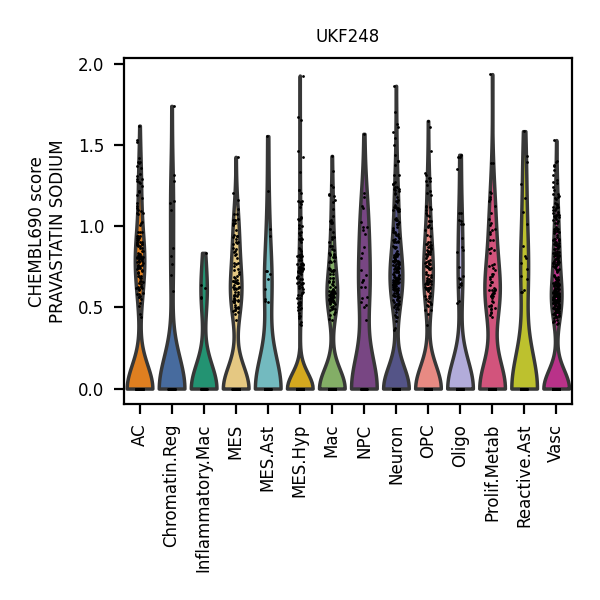 UKF248
CHEMBL690 score
PRAVASTATIN SODIUM
2.0
1.5
1.0
0.5
0.0
AC
Chromatin.Reg
Inflammatory.Mac
MES
MES.Ast
MES.Hyp
Mac
NPC
Neuron
OPC
Oligo
Prolif.Metab
Reactive.Ast
Vasc